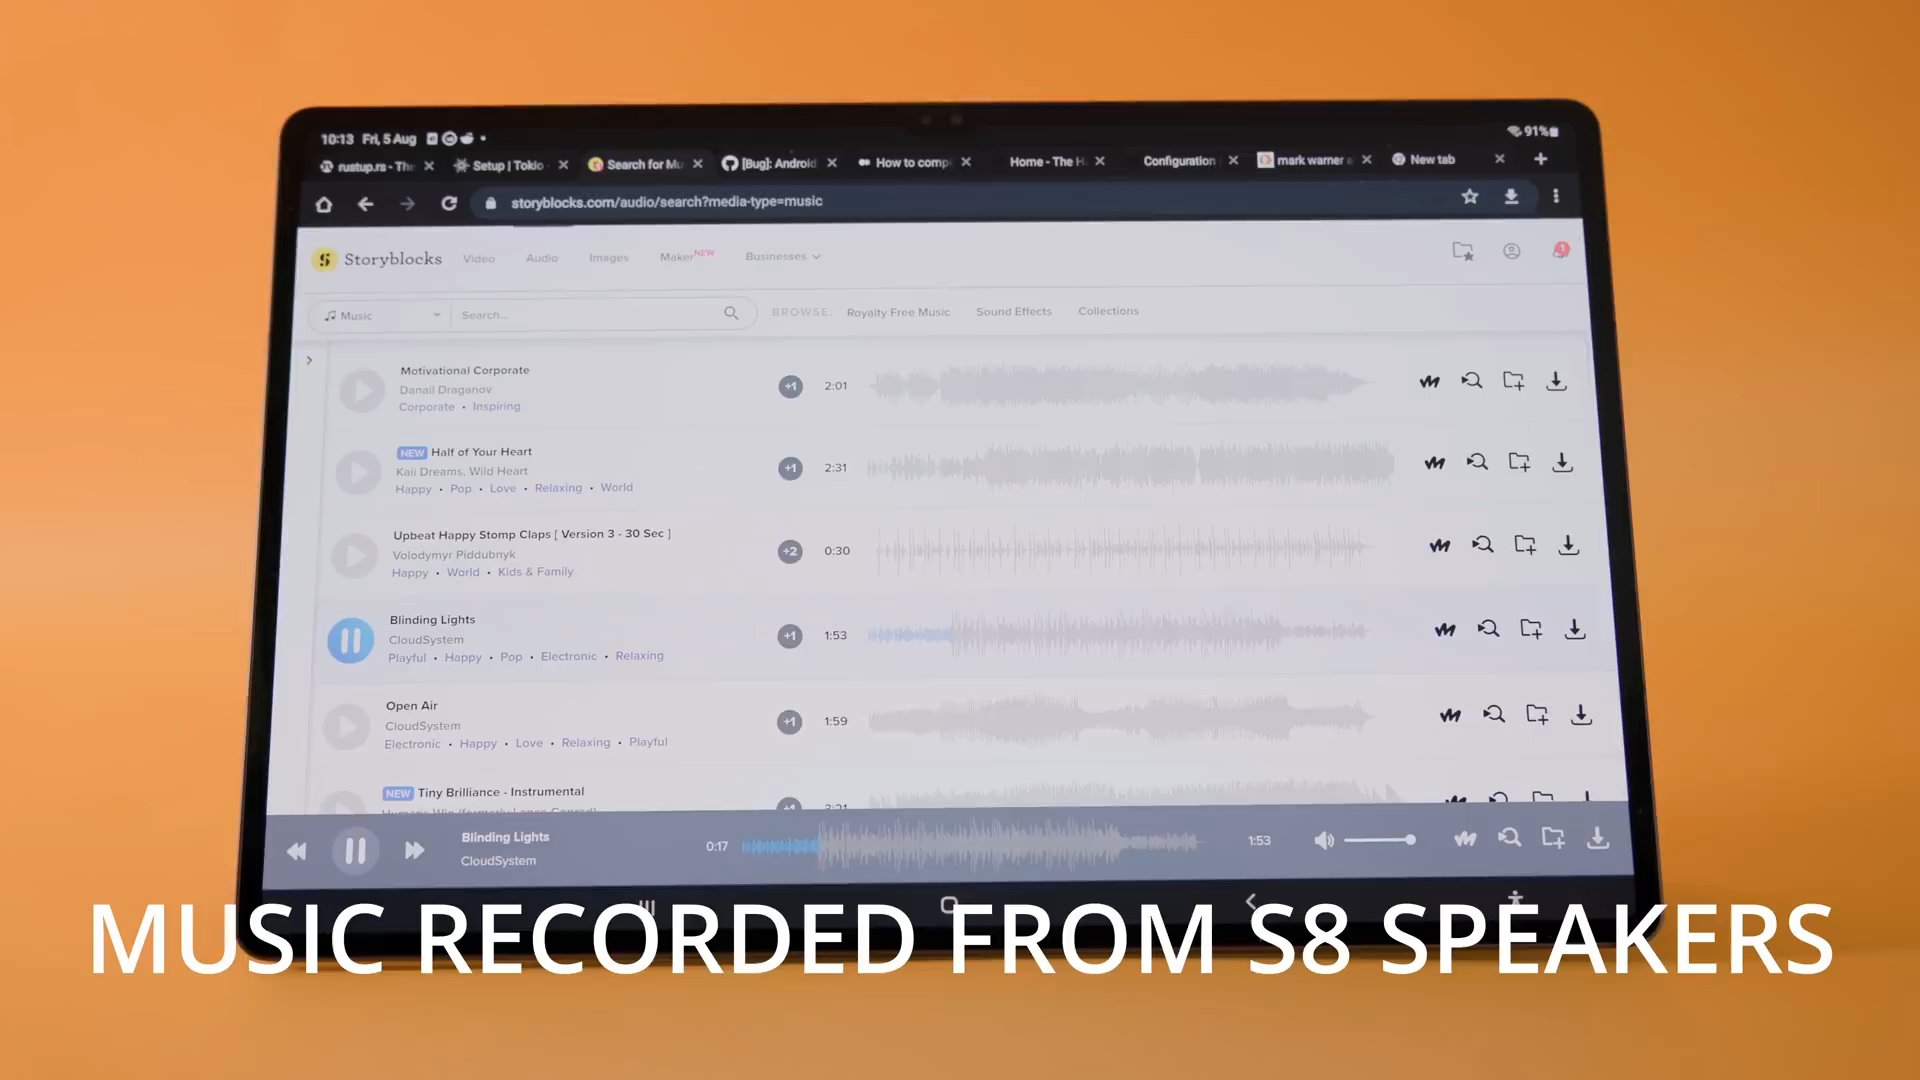 10:13 Fri, 5 Aug 91%
rustup.rs - The Setup | Tokio Search for Mu [Bug]: Android How to comp Home - The H Configuration mark warner New tab
storyblocks.com/audio/search?media-type=music
Storyblocks Video Audio Images Maker NEW Businesses 1
Music Search... BROWSE: Royalty Free Music Sound Effects Collections
Motivational Corporate
Danail Draganov
Corporate • Inspiring
+1 2:01
NEW Half of Your Heart
Kaii Dreams, Wild Heart
Happy • Pop • Love • Relaxing • World
+1 2:31
Upbeat Happy Stomp Claps [ Version 3 - 30 Sec ]
Volodymyr Piddubnyk
Happy • World • Kids & Family
+2 0:30
Blinding Lights
CloudSystem
Playful • Happy • Pop • Electronic • Relaxing
+1 1:53
Open Air
CloudSystem
Electronic • Happy • Love • Relaxing • Playful
+1 1:59
NEW Tiny Brilliance - Instrumental
+1 3:21
Blinding Lights
CloudSystem
0:17 1:53
MUSIC RECORDED FROM S8 SPEAKERS